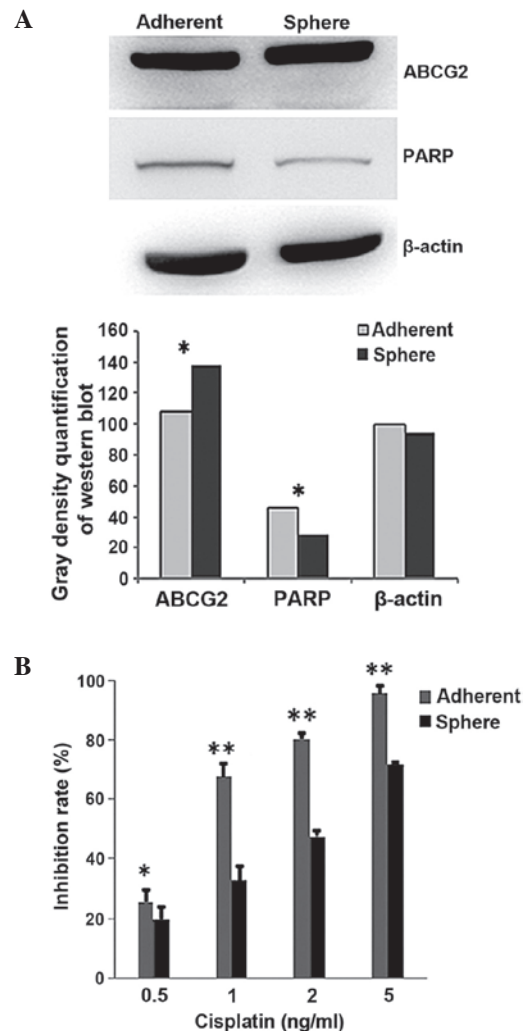 A
Adherent Sphere
ABCG2
PARP
β-actin
Gray density quantification
of western blot
160
140
120
100
80
60
40
20
0
*
*
Adherent
Sphere
ABCG2 PARP β-actin
B
Inhibition rate (%)
100
80
60
40
20
0
*
**
**
**
Adherent
Sphere
0.5 1 2 5
Cisplatin (ng/ml)